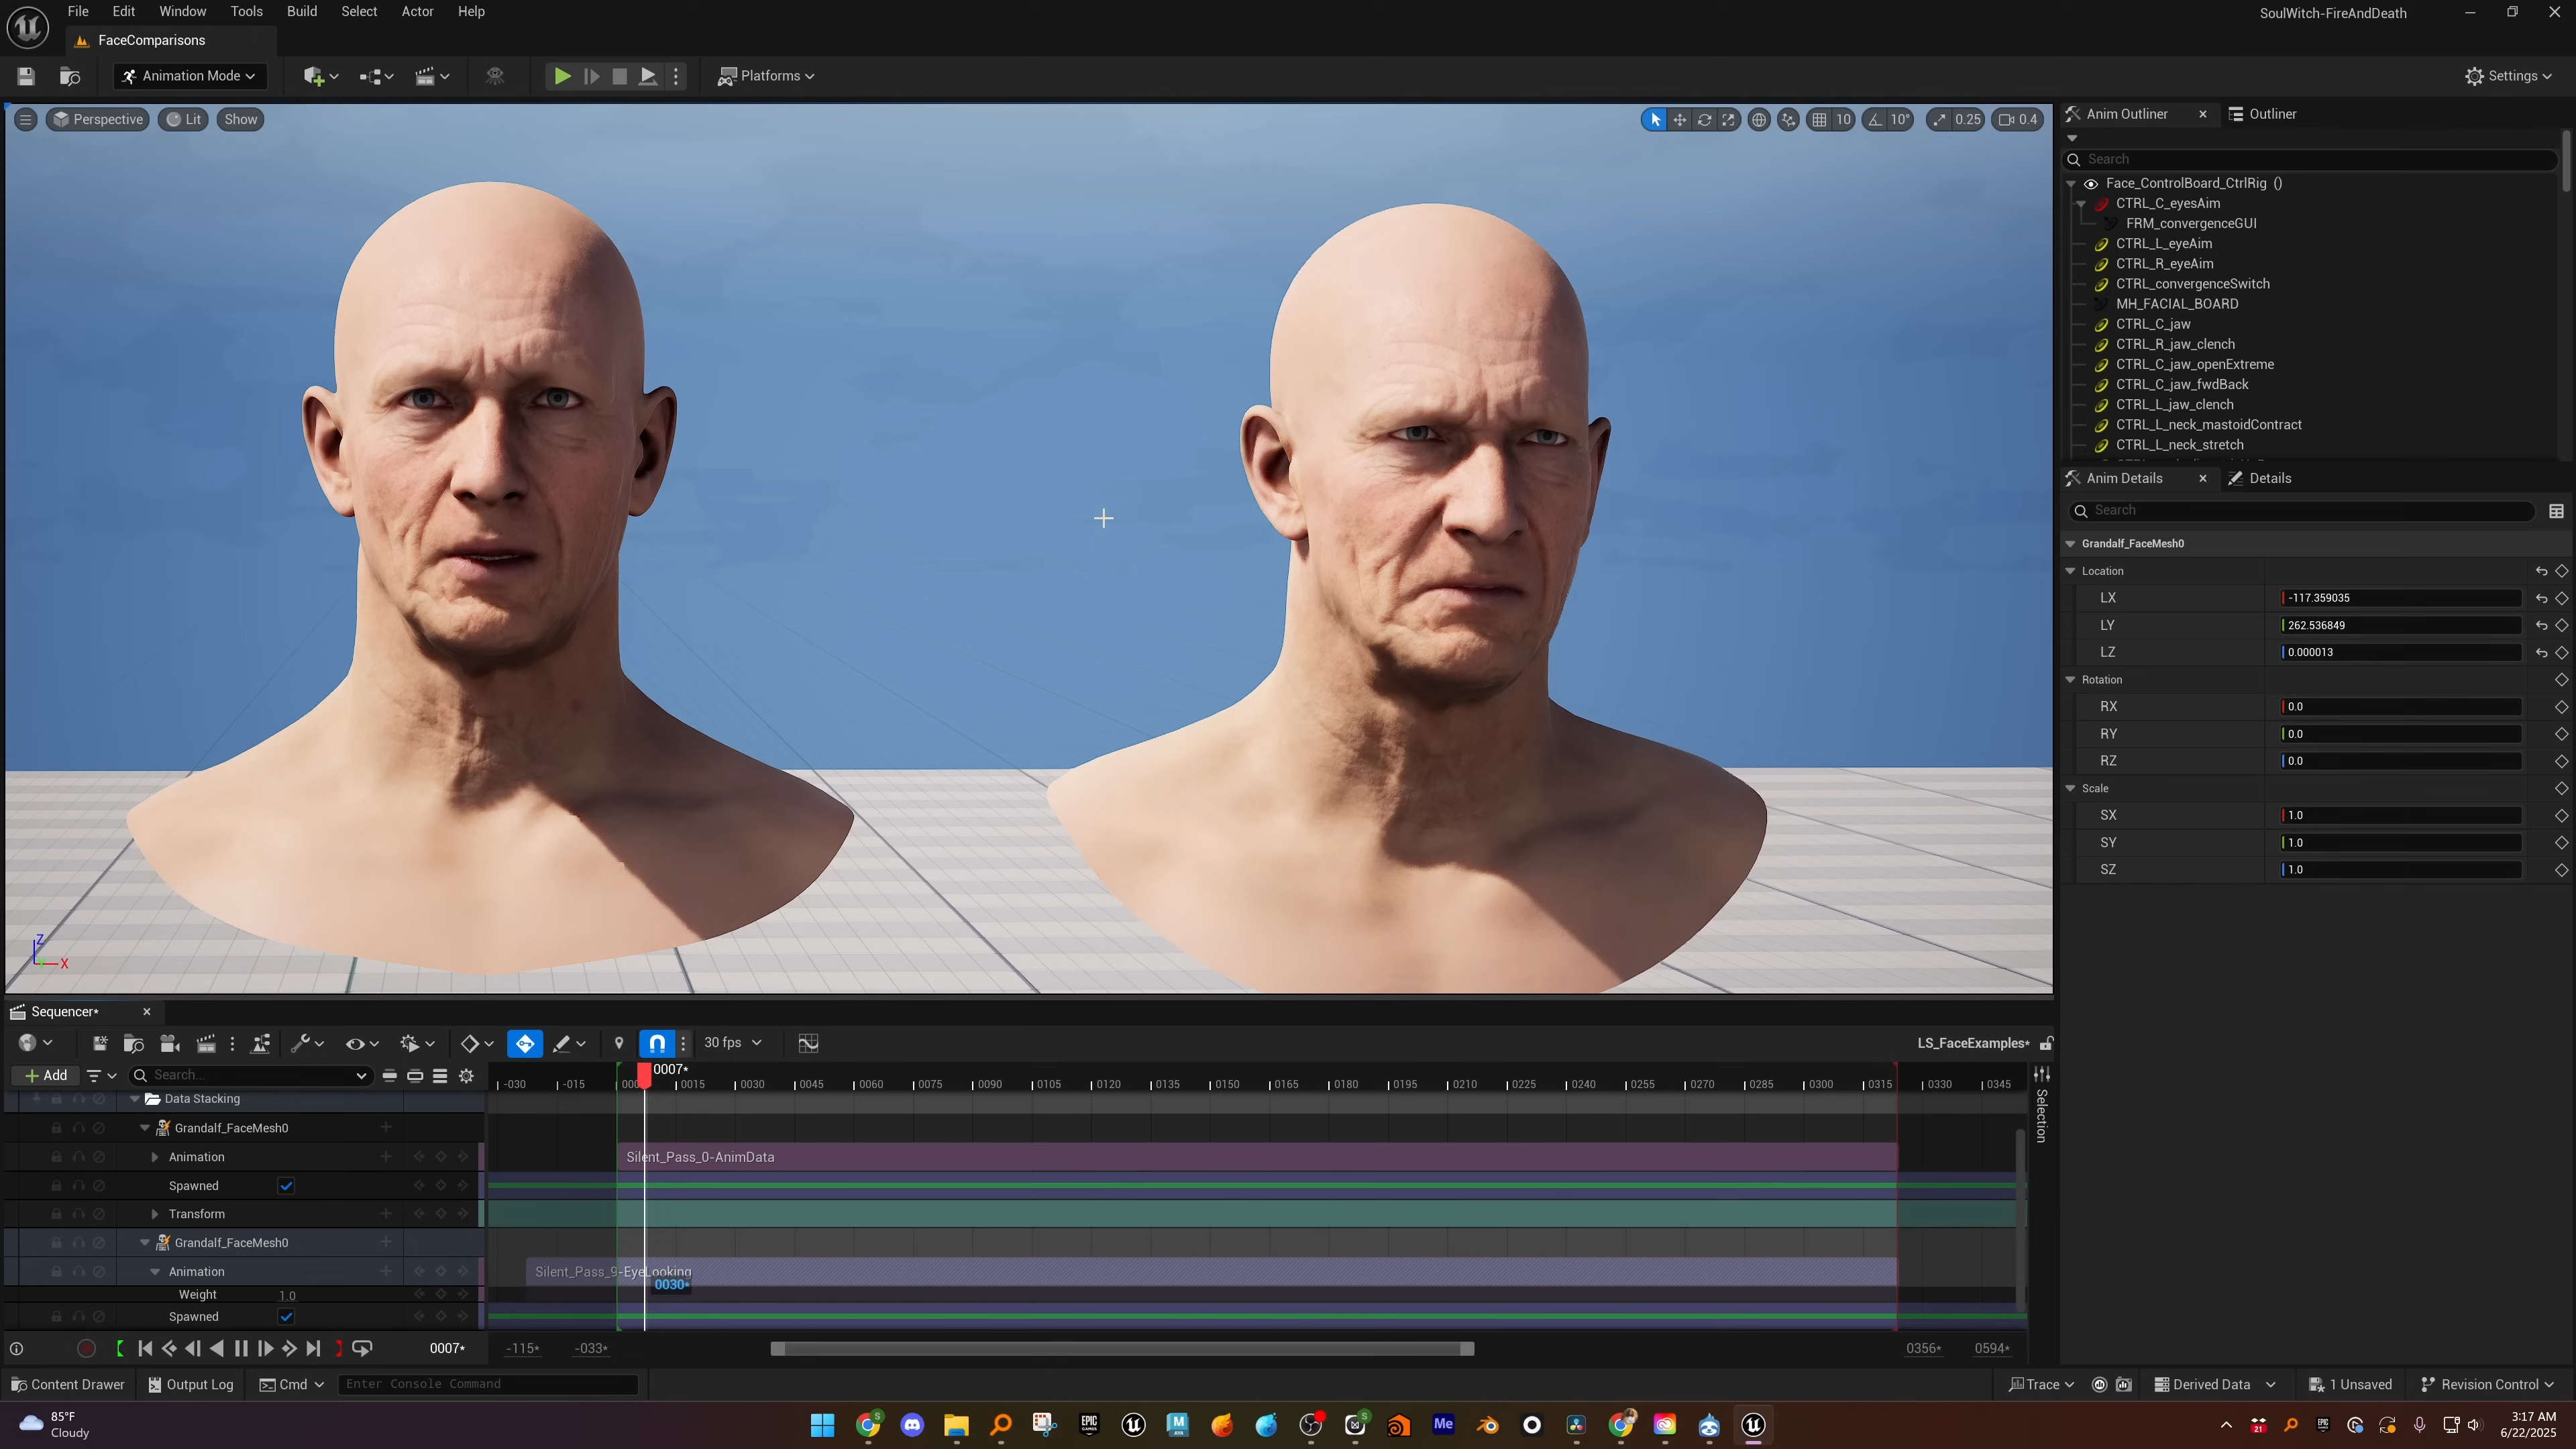 File Edit Window Tools Build Select Actor Help
SoulWitch-FireAndDeath
FaceComparisons
Animation Mode
Platforms
Settings
Perspective Lit Show
10 10° 0.25 0.4
Anim Outliner
Outliner
Search
Face_ControlBoard_CtrlRig ()
CTRL_C_eyesAim
FRM_convergenceGUI
CTRL_L_eyeAim
CTRL_R_eyeAim
CTRL_convergenceSwitch
MH_FACIAL_BOARD
CTRL_C_jaw
CTRL_R_jaw_clench
CTRL_C_jaw_openExtreme
CTRL_C_jaw_fwdBack
CTRL_L_jaw_clench
CTRL_L_neck_mastoidContract
CTRL_L_neck_stretch
Anim Details
Details
Search
Grandalf_FaceMesh0
Location
LX -117.359035
LY 262.536849
LZ 0.000013
Rotation
RX 0.0
RY 0.0
RZ 0.0
Scale
SX 1.0
SY 1.0
SZ 1.0
Z
X
Sequencer*
30 fps
LS_FaceExamples*
Add
Search...
0007*
-030 -015 0015 0030 0045 0060 0075 0090 0105 0120 0135 0150 0165 0180 0195 0210 0225 0240 0255 0270 0285 0300 0315 0330 0345
Selection
Data Stacking
Grandalf_FaceMesh0
Animation
Silent_Pass_0-AnimData
Spawned
Transform
Grandalf_FaceMesh0
Animation
Silent_Pass_9-EyeLooking
0030*
Weight 1.0
Spawned
0007* -115* -033* 0356* 0594*
Content Drawer
Output Log
Cmd
Enter Console Command
Trace
Derived Data
1 Unsaved
Revision Control
85°F
Cloudy
3:17 AM
6/22/2025